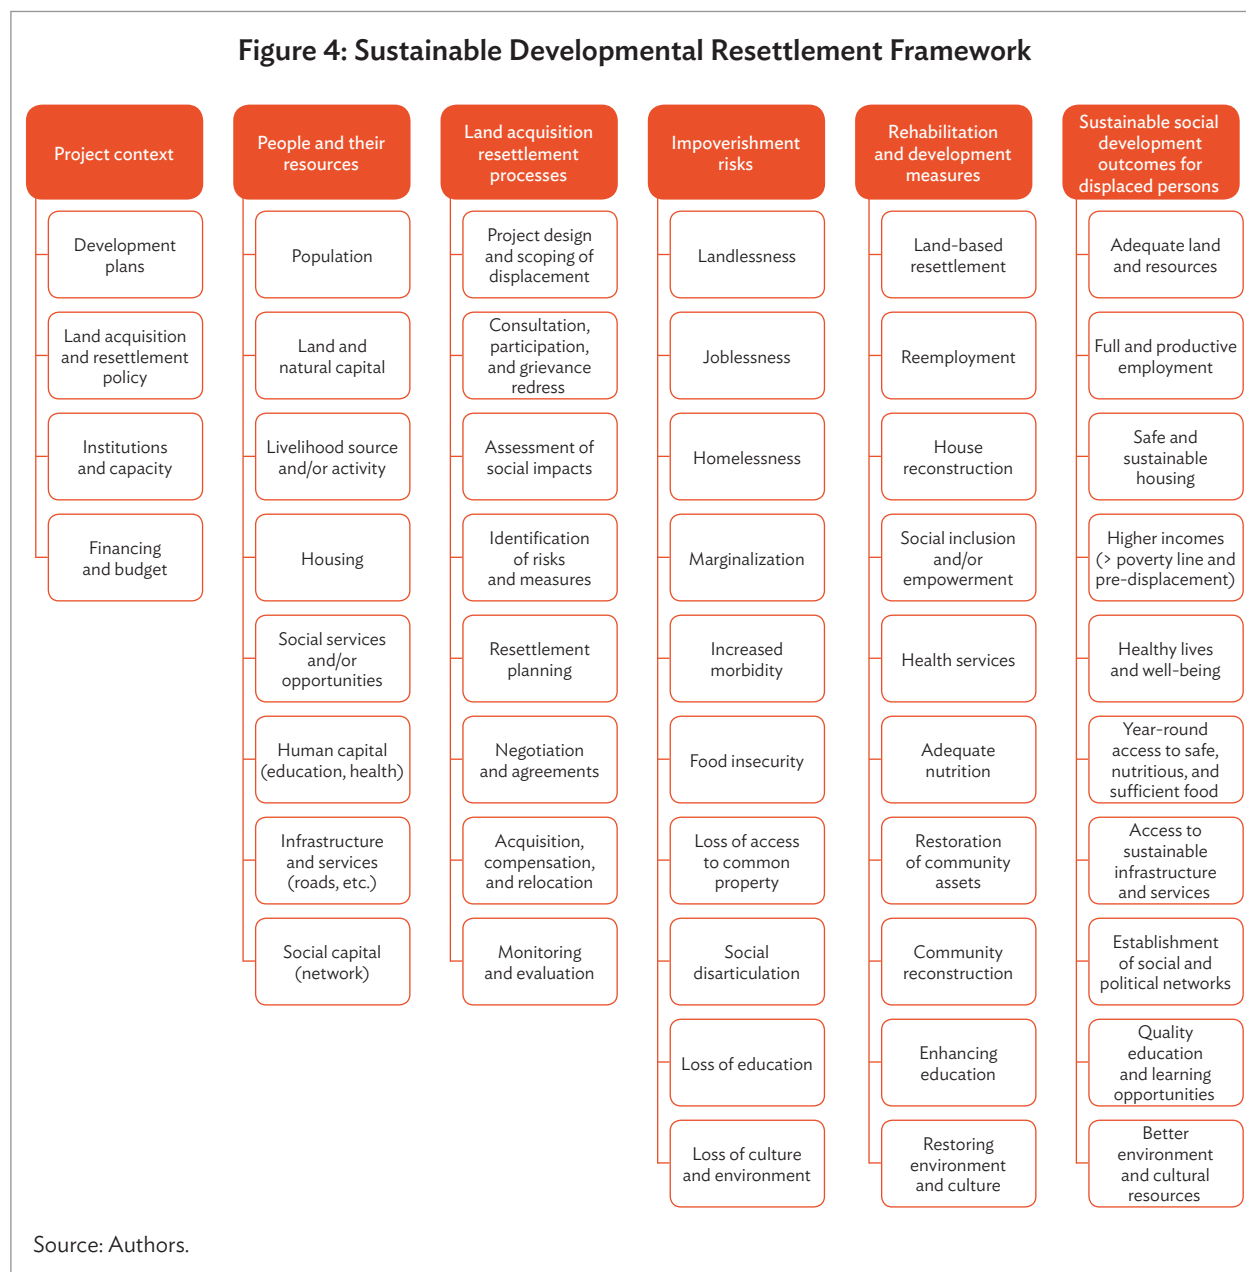 Figure 4: Sustainable Developmental Resettlement Framework
Project context
Development
plans
Land acquisition
and resettlement
policy
Institutions
and capacity
Financing
and budget
People and their
resources
Population
Land and
natural capital
Livelihood source
and/or activity
Housing
Social services
and/or
opportunities
Human capital
(education, health)
Infrastructure
and services
(roads, etc.)
Social capital
(network)
Land acquisition
resettlement
processes
Project design
and scoping of
displacement
Consultation,
participation,
and grievance
redress
Assessment of
social impacts
Identification
of risks
and measures
Resettlement
planning
Negotiation
and agreements
Acquisition,
compensation,
and relocation
Monitoring
and evaluation
Impoverishment
risks
Landlessness
Joblessness
Homelessness
Marginalization
Increased
morbidity
Food insecurity
Loss of access
to common
property
Social
disarticulation
Loss of education
Loss of culture
and environment
Rehabilitation
and development
measures
Land-based
resettlement
Reemployment
House
reconstruction
Social inclusion
and/or
empowerment
Health services
Adequate
nutrition
Restoration
of community
assets
Community
reconstruction
Enhancing
education
Restoring
environment
and culture
Sustainable social
development
outcomes for
displaced persons
Adequate land
and resources
Full and productive
employment
Safe and
sustainable
housing
Higher incomes
(> poverty line and
pre-displacement)
Healthy lives
and well-being
Year-round
access to safe,
nutritious, and
sufficient food
Access to
sustainable
infrastructure
and services
Establishment
of social and
political networks
Quality
education
and learning
opportunities
Better
environment
and cultural
resources
Source: Authors.